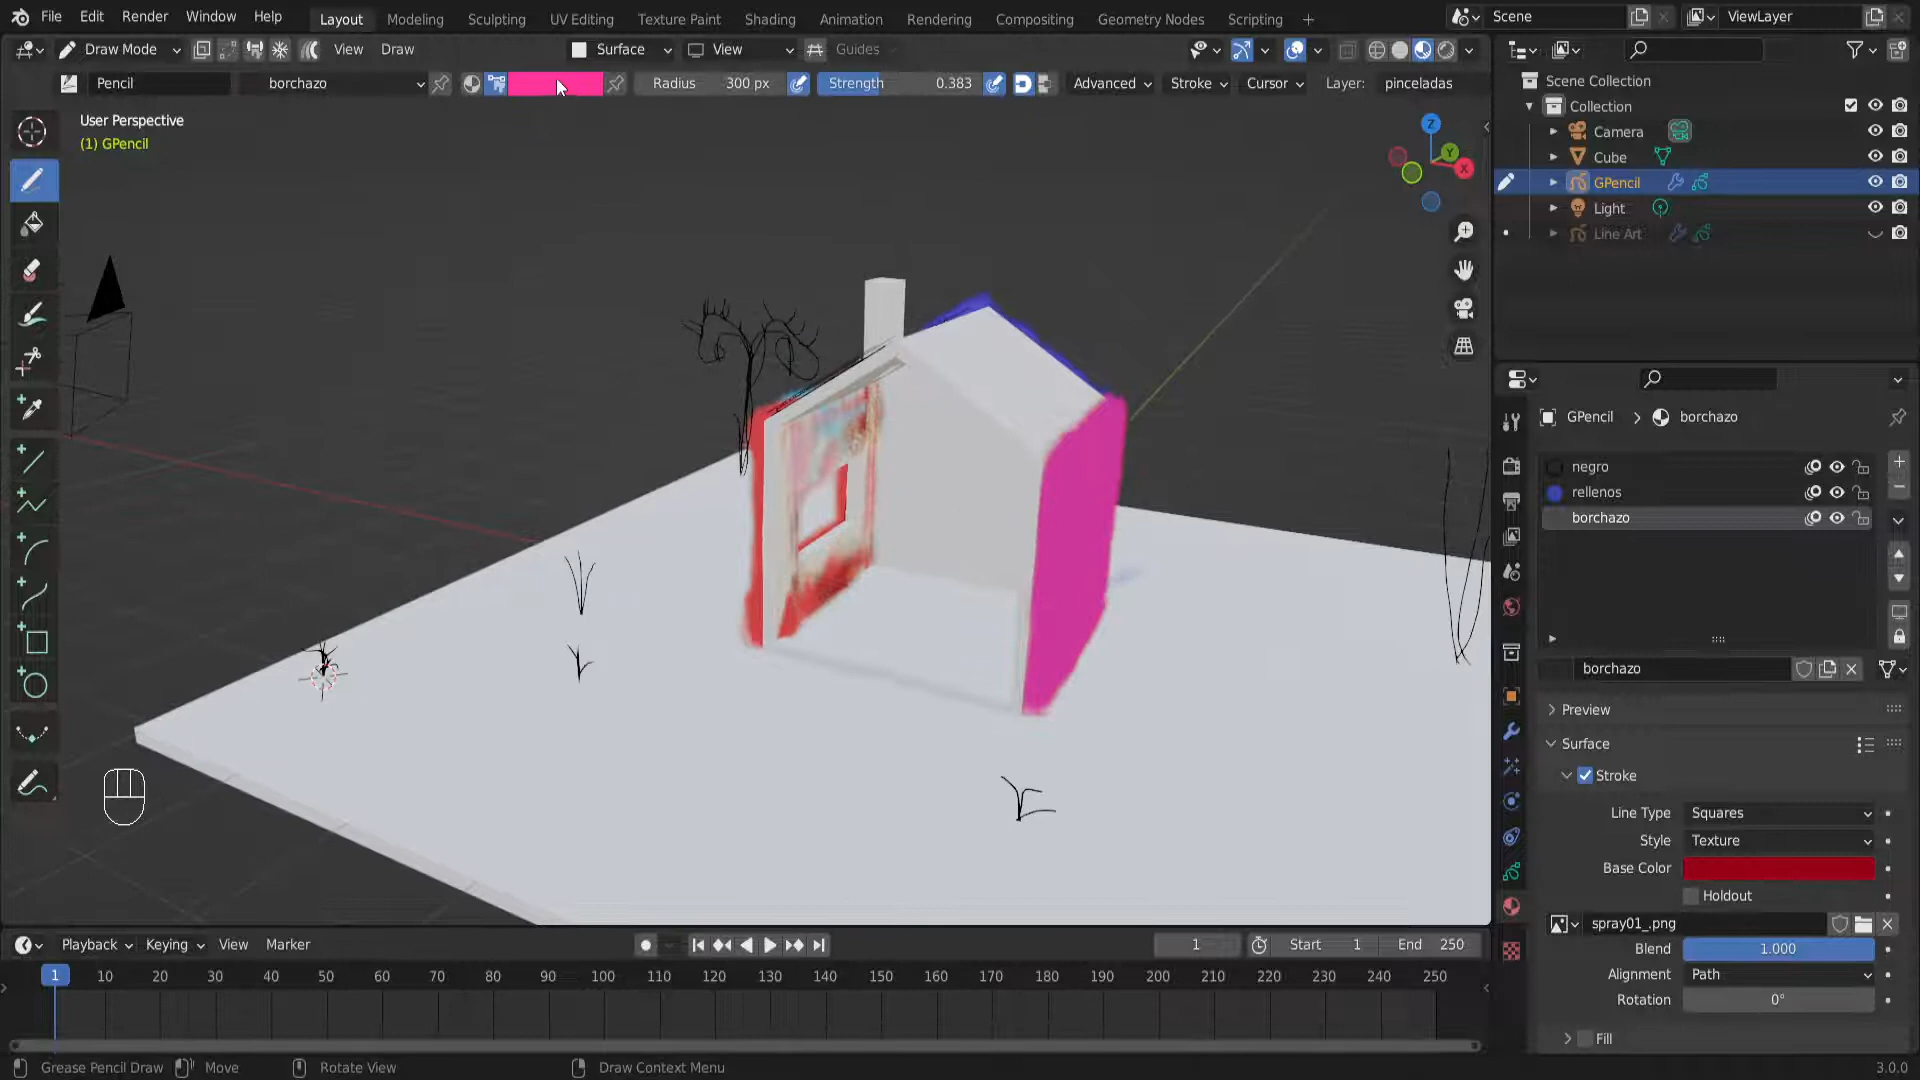 File Edit Render Window Help Layout Modeling Sculpting UV Editing Texture Paint Shading Animation Rendering Compositing Geometry Nodes Scripting + Scene ViewLayer
Draw Mode View Draw Surface View Guides
Pencil borchazo Radius 300 px Strength 0.383 Advanced Stroke Cursor Layer: pinceladas
User Perspective
(1) GPencil
Z
Y
X
Scene Collection
Collection
Camera
Cube
GPencil
Light
Line Art
GPencil > borchazo
negro
rellenos
borchazo
borchazo
Preview
Surface
Stroke
Line Type Squares
Style Texture
Base Color
Holdout
spray01_.png
Blend 1.000
Alignment Path
Rotation 0°
Fill
Playback Keying View Marker 1 Start 1 End 250
1 10 20 30 40 50 60 70 80 90 100 110 120 130 140 150 160 170 180 190 200 210 220 230 240 250
Grease Pencil Draw Move Rotate View Draw Context Menu 3.0.0